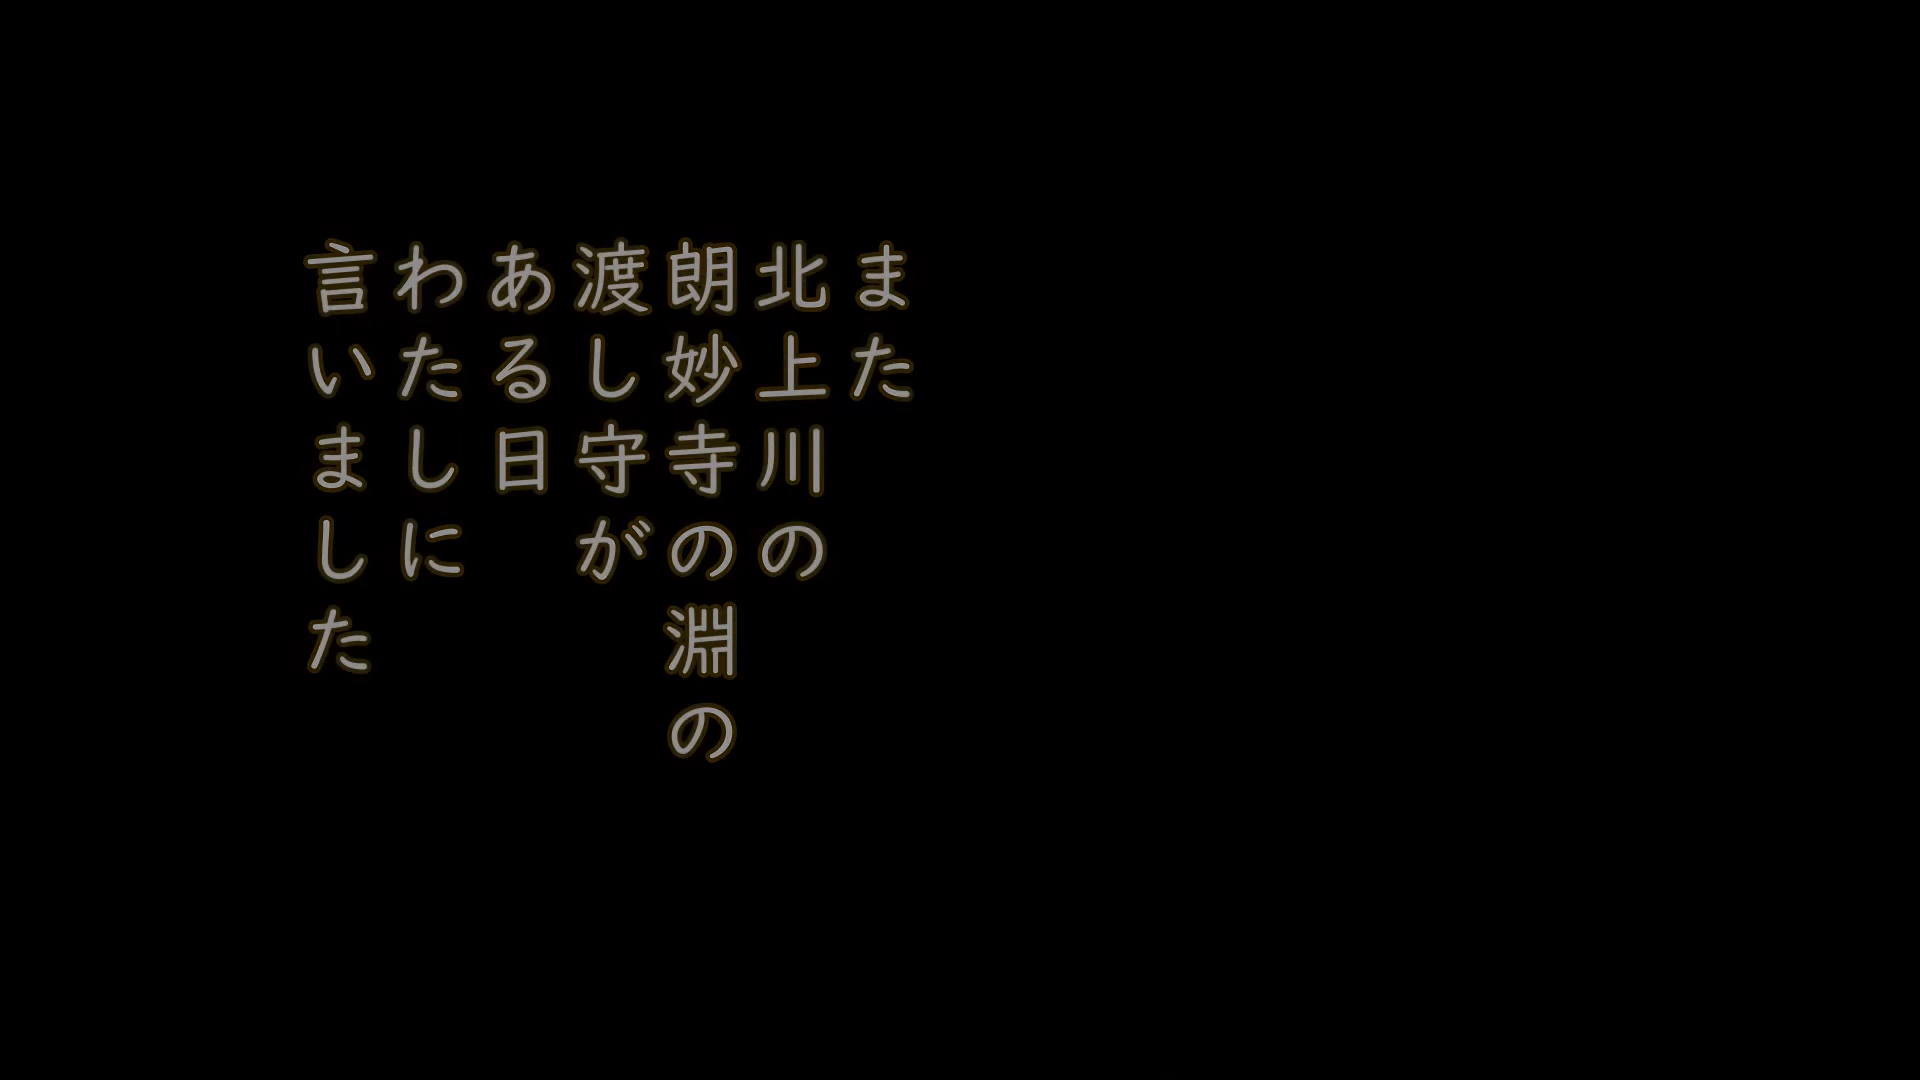 また
北上川の
朗妙寺の淵の
渡し守が
ある日
わたしに
言いました